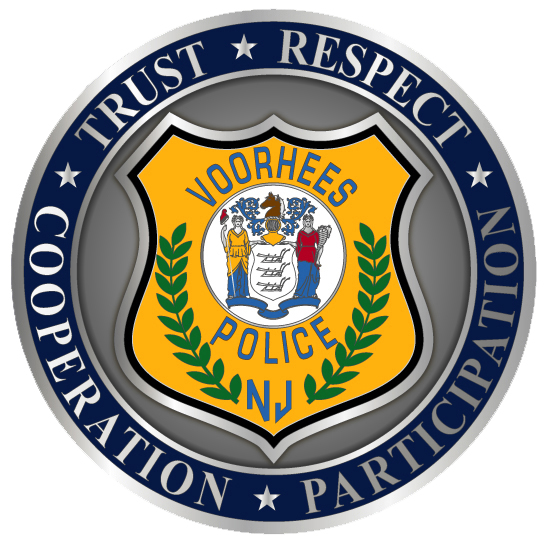 TRUST ★ RESPECT ★ PARTICIPATION ★ COOPERATION ★
VOORHEES
POLICE
NJ